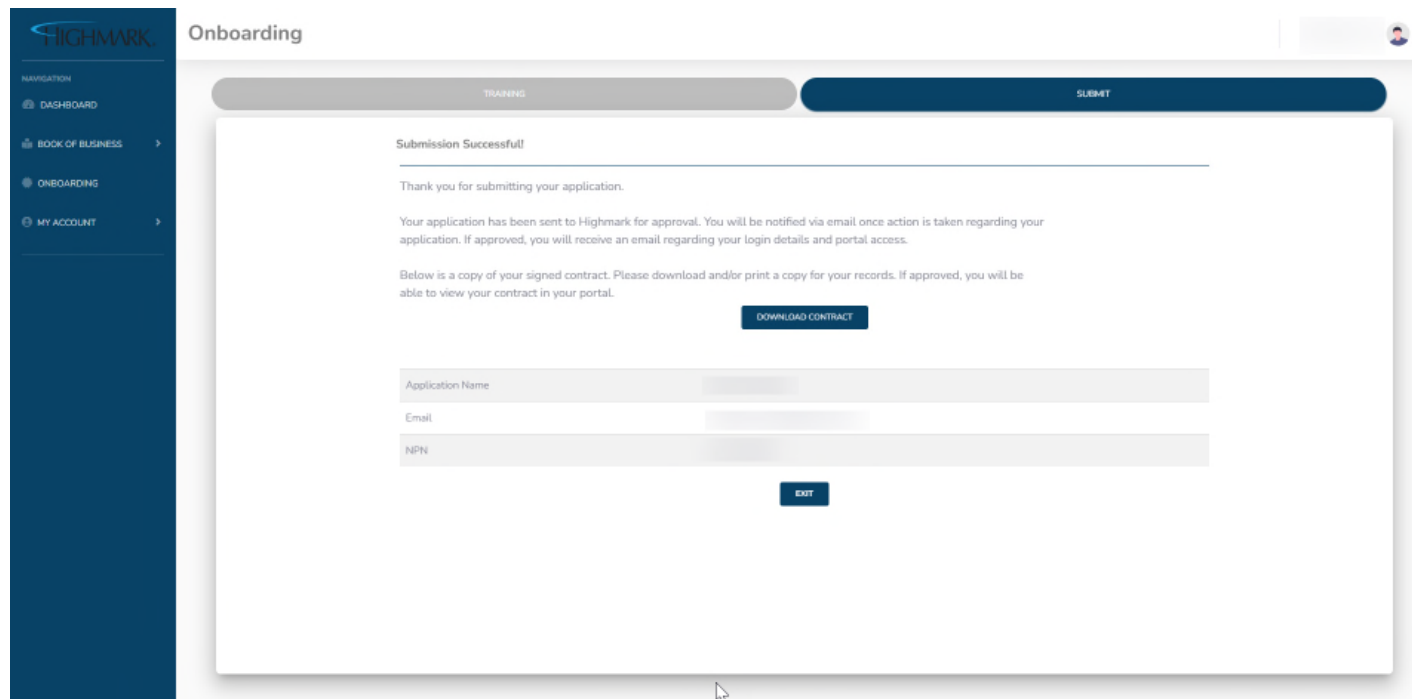 HIGHMARK.
Onboarding
NAVIGATION
DASHBOARD
BOOK OF BUSINESS
ONBOARDING
MY ACCOUNT
TRAINING
SUBMIT
Submission Successful!
Thank you for submitting your application.
Your application has been sent to Highmark for approval. You will be notified via email once action is taken regarding your
application. If approved, you will receive an email regarding your login details and portal access.
Below is a copy of your signed contract. Please download and/or print a copy for your records. If approved, you will be
able to view your contract in your portal.
DOWNLOAD CONTRACT
Application Name
Email
NPN
EXIT